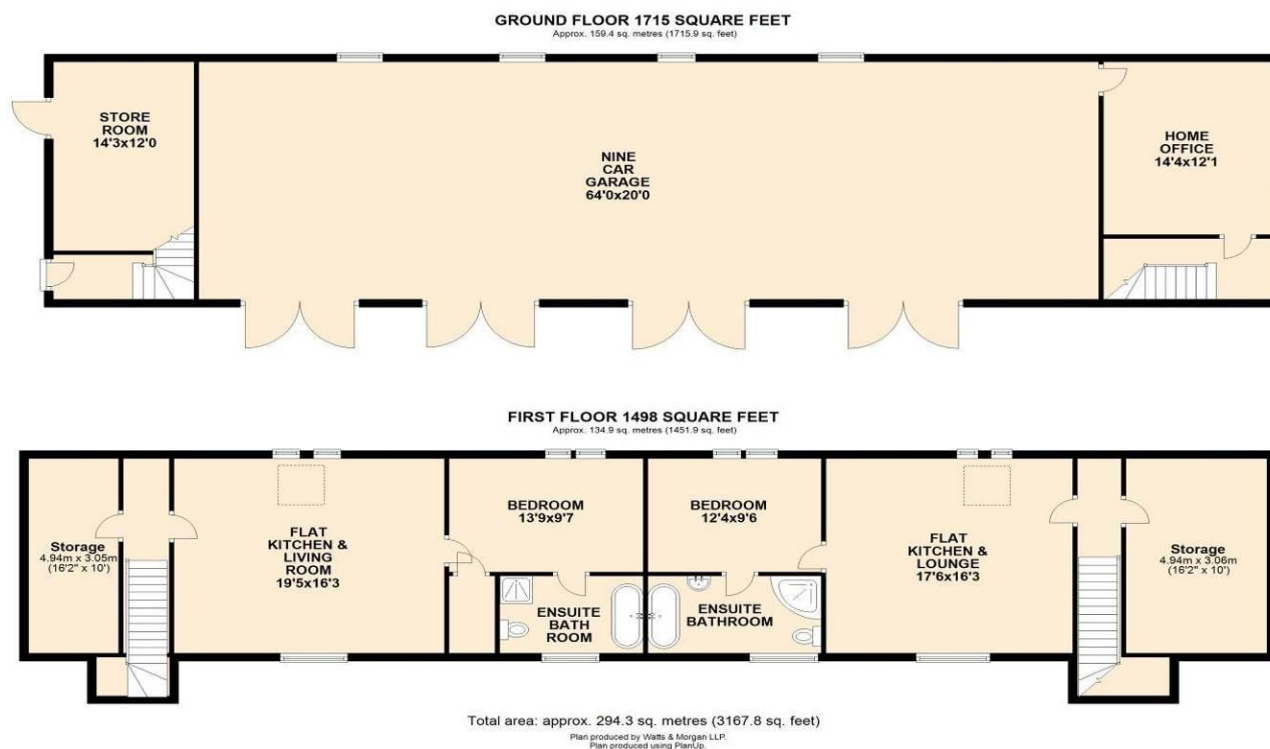 GROUND FLOOR 1715 SQUARE FEET
Approx. 159.4 sq. metres (1715.9 sq. feet)
STORE
ROOM
14'3x12'0
NINE
CAR
GARAGE
64'0x20'0
HOME
OFFICE
14'4x12'1
FIRST FLOOR 1498 SQUARE FEET
Approx. 134.9 sq. metres (1451.9 sq. feet)
Storage
4.94m x 3.05m
(16'2" x 10')
FLAT
KITCHEN &
LIVING
ROOM
19'5x16'3
BEDROOM
13'9x9'7
ENSUITE
BATH
ROOM
BEDROOM
12'4x9'6
ENSUITE
BATHROOM
FLAT
KITCHEN &
LOUNGE
17'6x16'3
Storage
4.94m x 3.06m
(16'2" x 10')
Total area: approx. 294.3 sq. metres (3167.8 sq. feet)
Plan produced by Watts & Morgan LLP.
Plan produced using PlanUp.